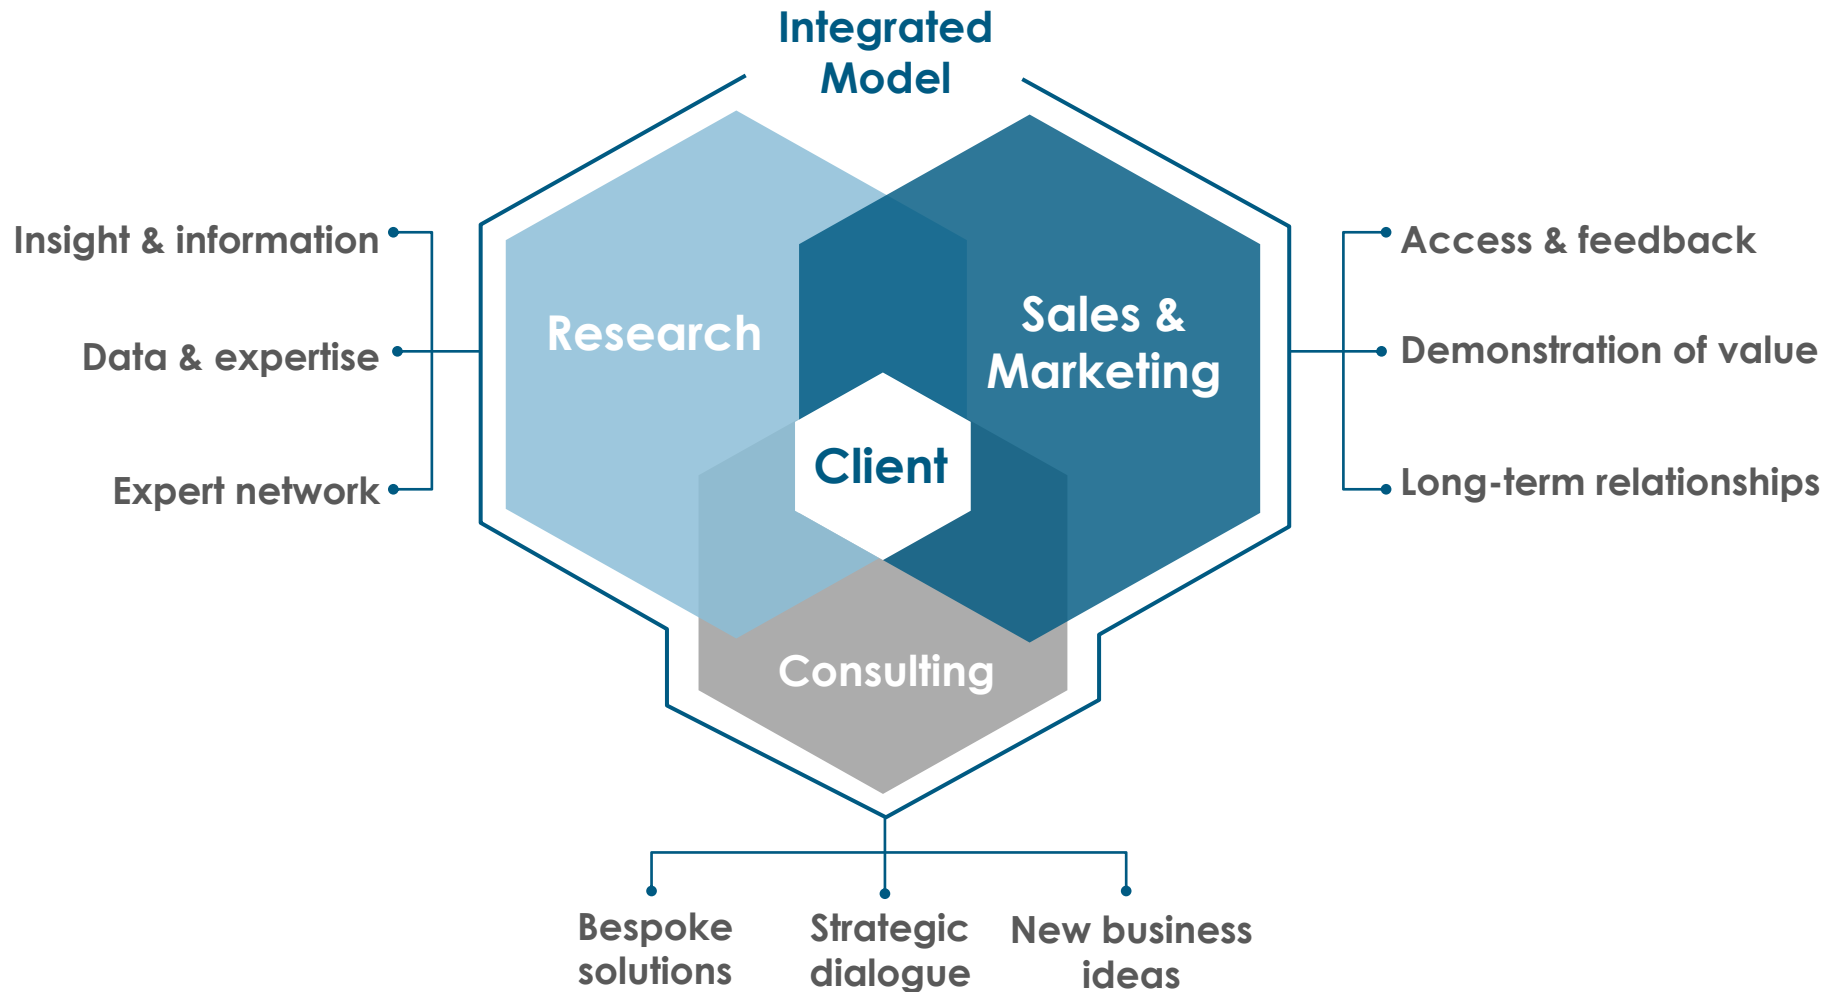 Integrated
Model
Insight & information
Data & expertise
Expert network
Research
Sales &
Marketing
Client
Consulting
Access & feedback
Demonstration of value
Long-term relationships
Bespoke
solutions
Strategic
dialogue
New business
ideas